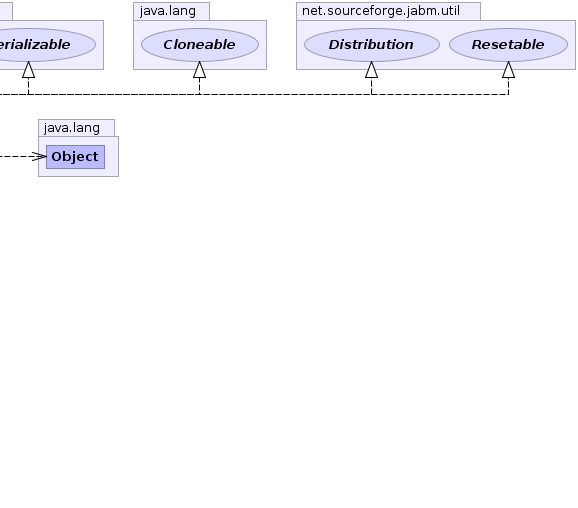 java.lang
net.sourceforge.jabm.util
erializable
Cloneable
Distribution
Resetable
java.lang
Object